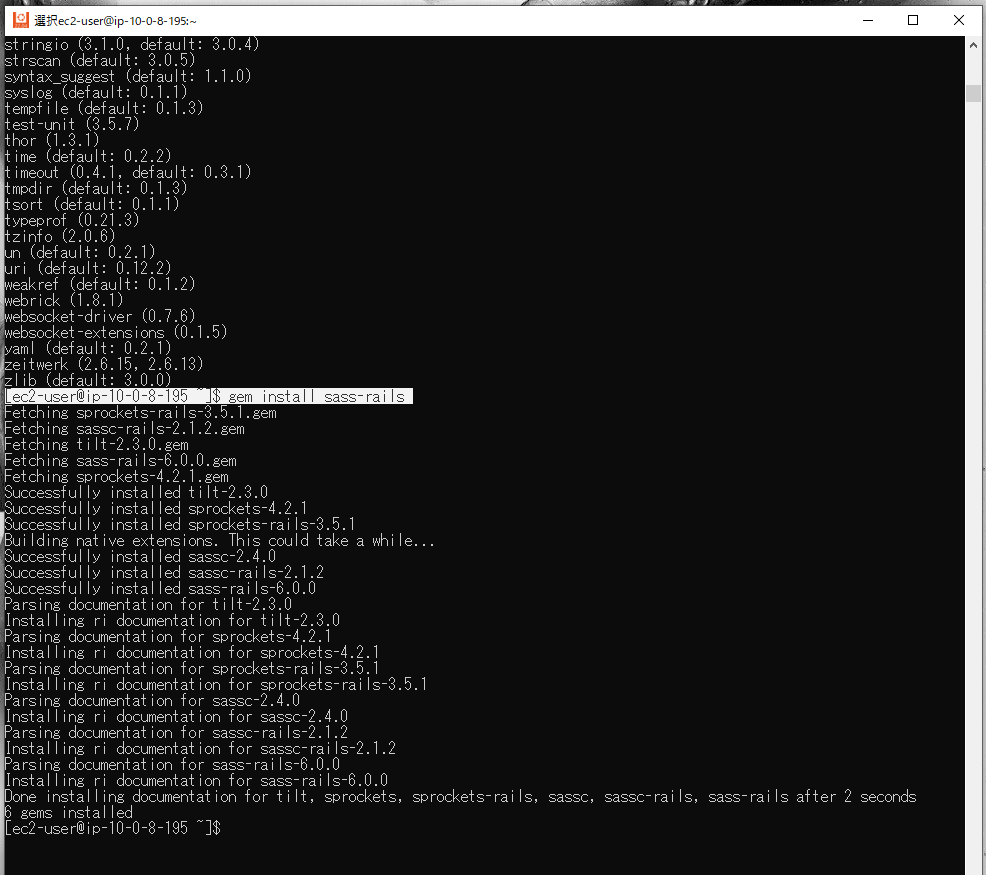 選択ec2-user@ip-10-0-8-195:~
stringio (3.1.0, default: 3.0.4)
strscan (default: 3.0.5)
syntax_suggest (default: 1.1.0)
syslog (default: 0.1.1)
tempfile (default: 0.1.3)
test-unit (3.5.7)
thor (1.3.1)
time (default: 0.2.2)
timeout (0.4.1, default: 0.3.1)
tmpdir (default: 0.1.3)
tsort (default: 0.1.1)
typeprof (0.21.3)
tzinfo (2.0.6)
un (default: 0.2.1)
uri (default: 0.12.2)
weakref (default: 0.1.2)
webrick (1.8.1)
websocket-driver (0.7.6)
websocket-extensions (0.1.5)
yaml (default: 0.2.1)
zeitwerk (2.6.15, 2.6.13)
zlib (default: 3.0.0)
[ec2-user@ip-10-0-8-195 ~]$ gem install sass-rails
Fetching sprockets-rails-3.5.1.gem
Fetching sassc-rails-2.1.2.gem
Fetching tilt-2.3.0.gem
Fetching sass-rails-6.0.0.gem
Fetching sprockets-4.2.1.gem
Successfully installed tilt-2.3.0
Successfully installed sprockets-4.2.1
Successfully installed sprockets-rails-3.5.1
Building native extensions. This could take a while...
Successfully installed sassc-2.4.0
Successfully installed sassc-rails-2.1.2
Successfully installed sass-rails-6.0.0
Parsing documentation for tilt-2.3.0
Installing ri documentation for tilt-2.3.0
Parsing documentation for sprockets-4.2.1
Installing ri documentation for sprockets-4.2.1
Parsing documentation for sprockets-rails-3.5.1
Installing ri documentation for sprockets-rails-3.5.1
Parsing documentation for sassc-2.4.0
Installing ri documentation for sassc-2.4.0
Parsing documentation for sassc-rails-2.1.2
Installing ri documentation for sassc-rails-2.1.2
Parsing documentation for sass-rails-6.0.0
Installing ri documentation for sass-rails-6.0.0
Done installing documentation for tilt, sprockets, sprockets-rails, sassc, sassc-rails, sass-rails after 2 seconds
6 gems installed
[ec2-user@ip-10-0-8-195 ~]$